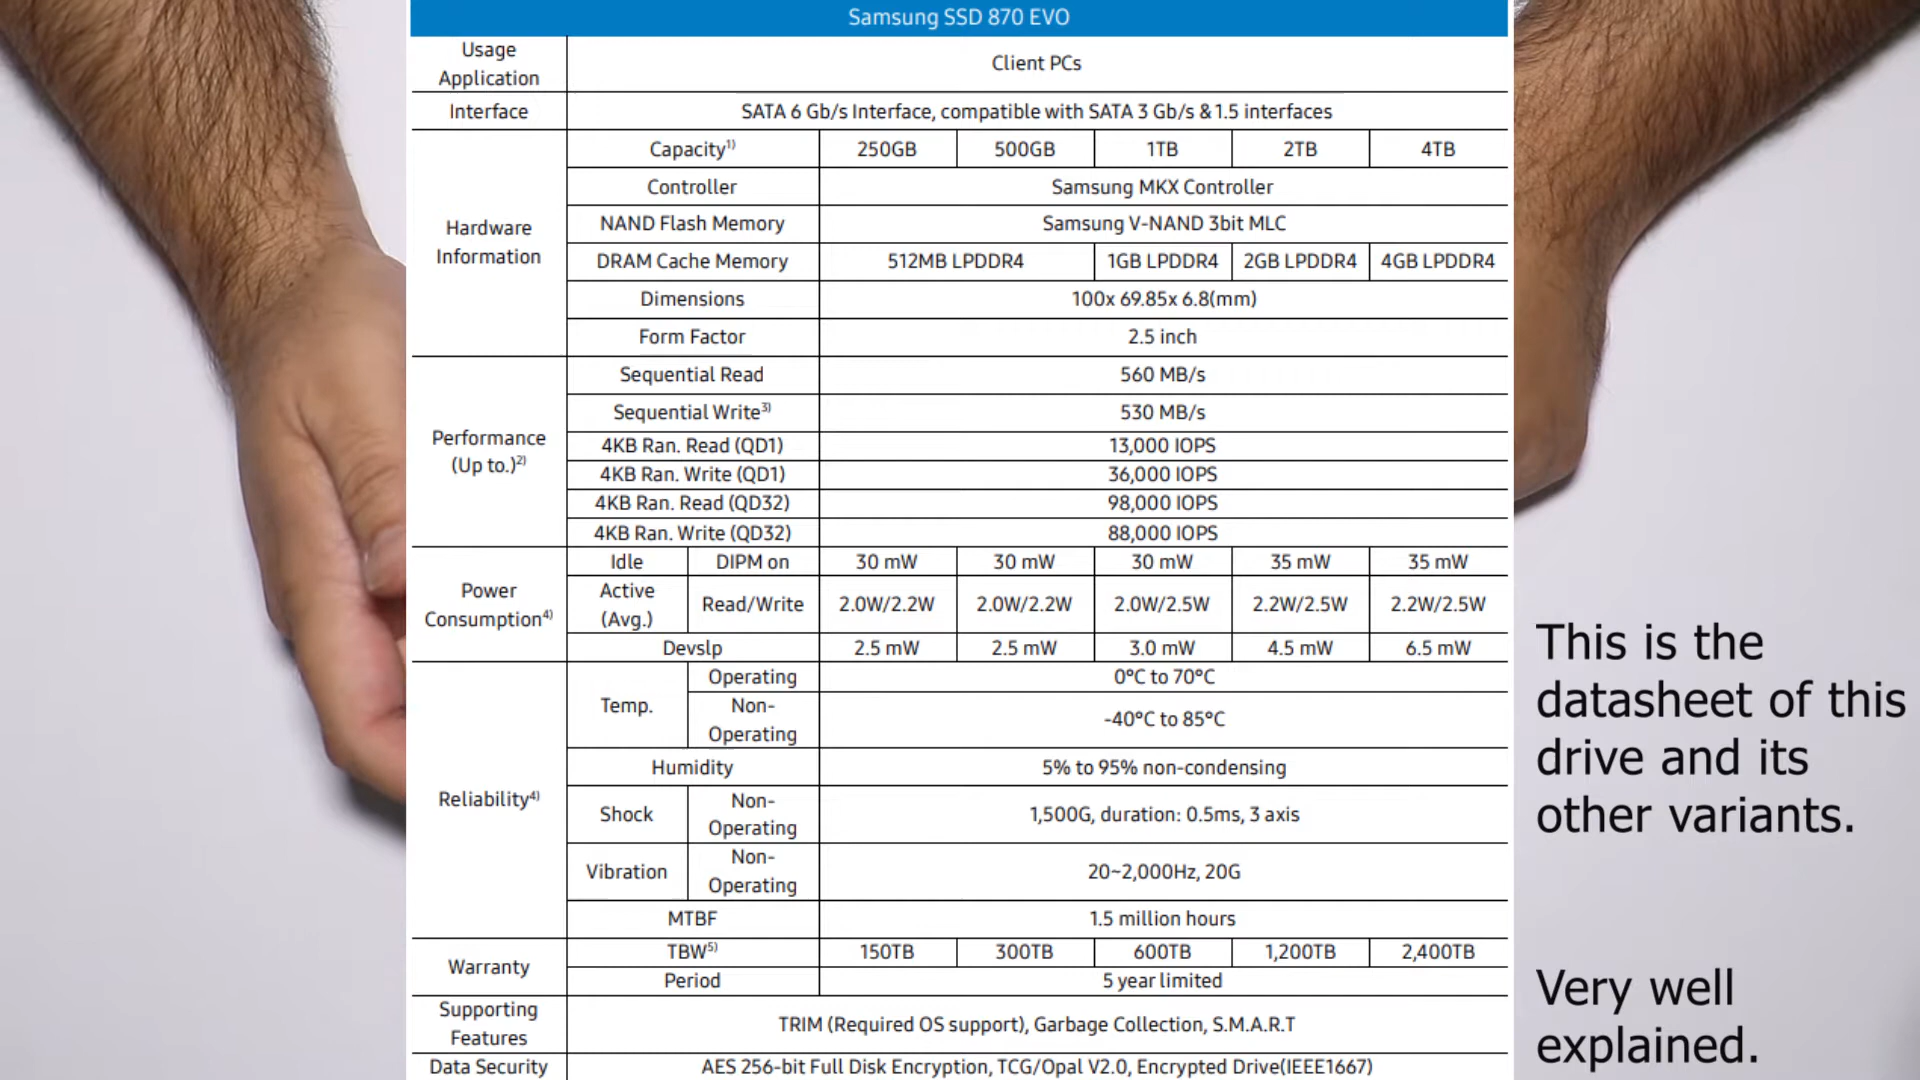 Samsung SSD 870 EVO
Usage
Application
Client PCs
Interface
SATA 6 Gb/s Interface, compatible with SATA 3 Gb/s & 1.5 interfaces
Hardware
Information
Capacity1)
250GB
500GB
1TB
2TB
4TB
Controller
Samsung MKX Controller
NAND Flash Memory
Samsung V-NAND 3bit MLC
DRAM Cache Memory
512MB LPDDR4
1GB LPDDR4
2GB LPDDR4
4GB LPDDR4
Dimensions
100x 69.85x 6.8(mm)
Form Factor
2.5 inch
Performance
(Up to.)2)
Sequential Read
560 MB/s
Sequential Write3)
530 MB/s
4KB Ran. Read (QD1)
13,000 IOPS
4KB Ran. Write (QD1)
36,000 IOPS
4KB Ran. Read (QD32)
98,000 IOPS
4KB Ran. Write (QD32)
88,000 IOPS
Power
Consumption4)
Idle
DIPM on
30 mW
30 mW
30 mW
35 mW
35 mW
Active
(Avg.)
Read/Write
2.0W/2.2W
2.0W/2.2W
2.0W/2.5W
2.2W/2.5W
2.2W/2.5W
Devslp
2.5 mW
2.5 mW
3.0 mW
4.5 mW
6.5 mW
Reliability4)
Temp.
Operating
0°C to 70°C
Non-
Operating
-40°C to 85°C
Humidity
5% to 95% non-condensing
Shock
Non-
Operating
1,500G, duration: 0.5ms, 3 axis
Vibration
Non-
Operating
20~2,000Hz, 20G
MTBF
1.5 million hours
Warranty
TBW5)
150TB
300TB
600TB
1,200TB
2,400TB
Period
5 year limited
Supporting
Features
TRIM (Required OS support), Garbage Collection, S.M.A.R.T
Data Security
AES 256-bit Full Disk Encryption, TCG/Opal V2.0, Encrypted Drive(IEEE1667)
This is the
datasheet of this
drive and its
other variants.
Very well
explained.